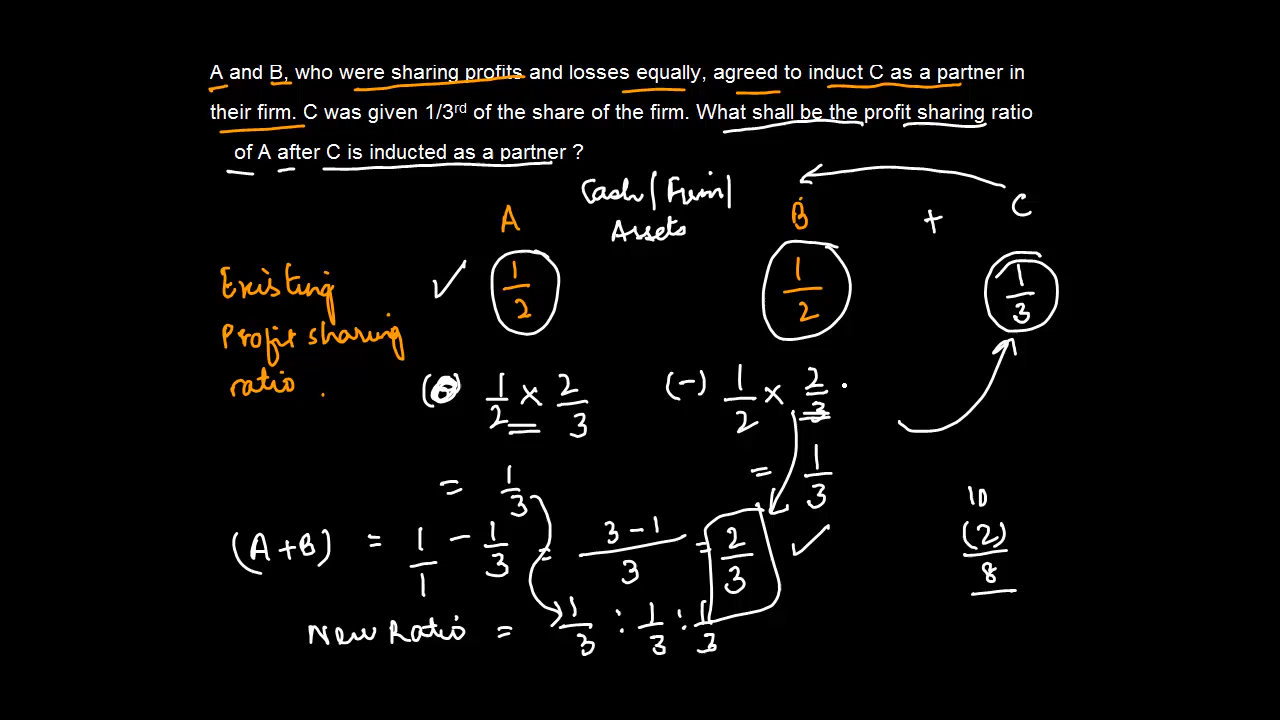 A and B, who were sharing profits and losses equally, agreed to induct C as a partner in
their firm. C was given 1/3rd of the share of the firm. What shall be the profit sharing ratio
of A after C is inducted as a partner ?
Cash | Firm |
Assets
A B + C
Existing
Profit sharing
ratio .
1/2 1/2 1/3
1/2 × 2/3 (-) 1/2 × 2/3
= 1/3 = 1/3
(A+B) = 1/1 - 1/3 = 3-1/3 = 2/3
10
(2)
8
New Ratio = 1/3 : 1/3 : 1/3